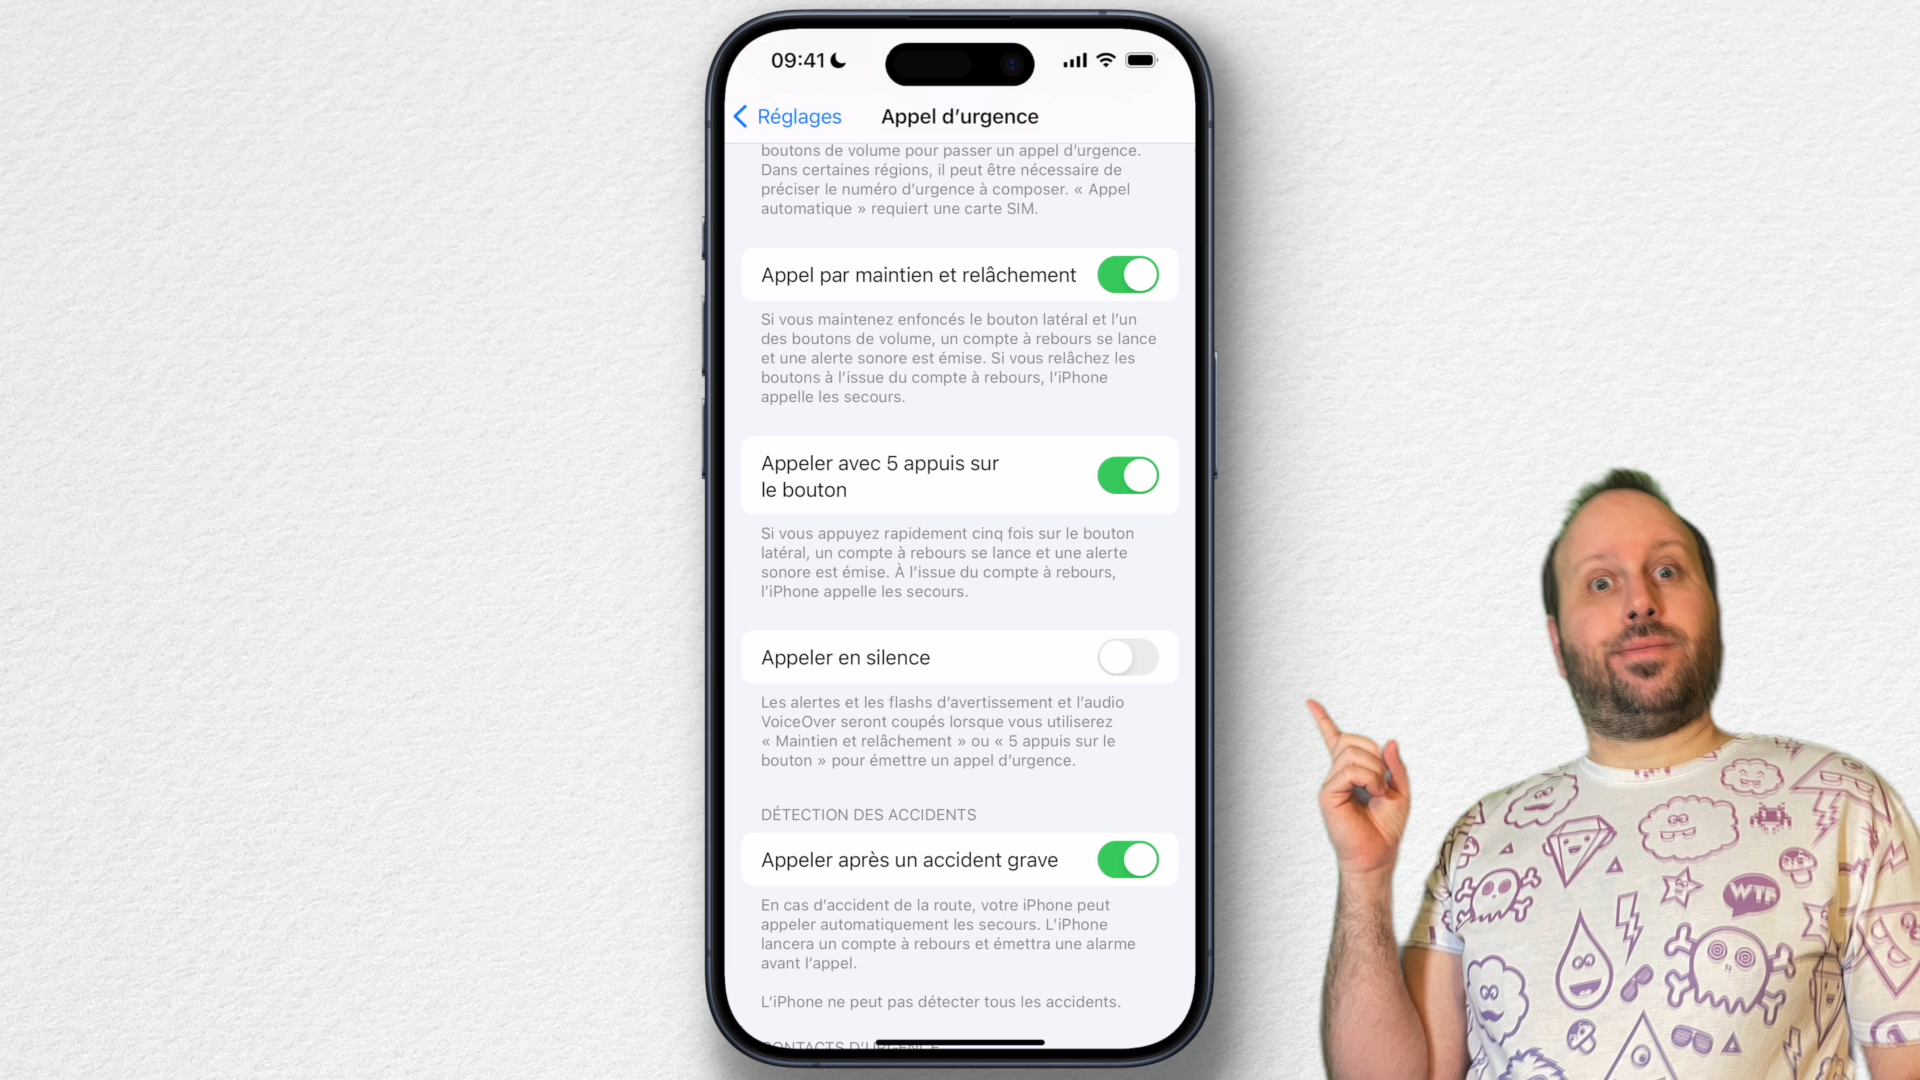 09:41
Réglages
Appel d’urgence
boutons de volume pour passer un appel d’urgence.
Dans certaines régions, il peut être nécessaire de
préciser le numéro d’urgence à composer. « Appel
automatique » requiert une carte SIM.
Appel par maintien et relâchement
Si vous maintenez enfoncés le bouton latéral et l’un
des boutons de volume, un compte à rebours se lance
et une alerte sonore est émise. Si vous relâchez les
boutons à l’issue du compte à rebours, l’iPhone
appelle les secours.
Appeler avec 5 appuis sur
le bouton
Si vous appuyez rapidement cinq fois sur le bouton
latéral, un compte à rebours se lance et une alerte
sonore est émise. À l’issue du compte à rebours,
l’iPhone appelle les secours.
Appeler en silence
Les alertes et les flashs d’avertissement et l’audio
VoiceOver seront coupés lorsque vous utiliserez
« Maintien et relâchement » ou « 5 appuis sur le
bouton » pour émettre un appel d’urgence.
DÉTECTION DES ACCIDENTS
Appeler après un accident grave
En cas d’accident de la route, votre iPhone peut
appeler automatiquement les secours. L’iPhone
lancera un compte à rebours et émettra une alarme
avant l’appel.
L’iPhone ne peut pas détecter tous les accidents.
CONTACTS D’URGENCE
WTF